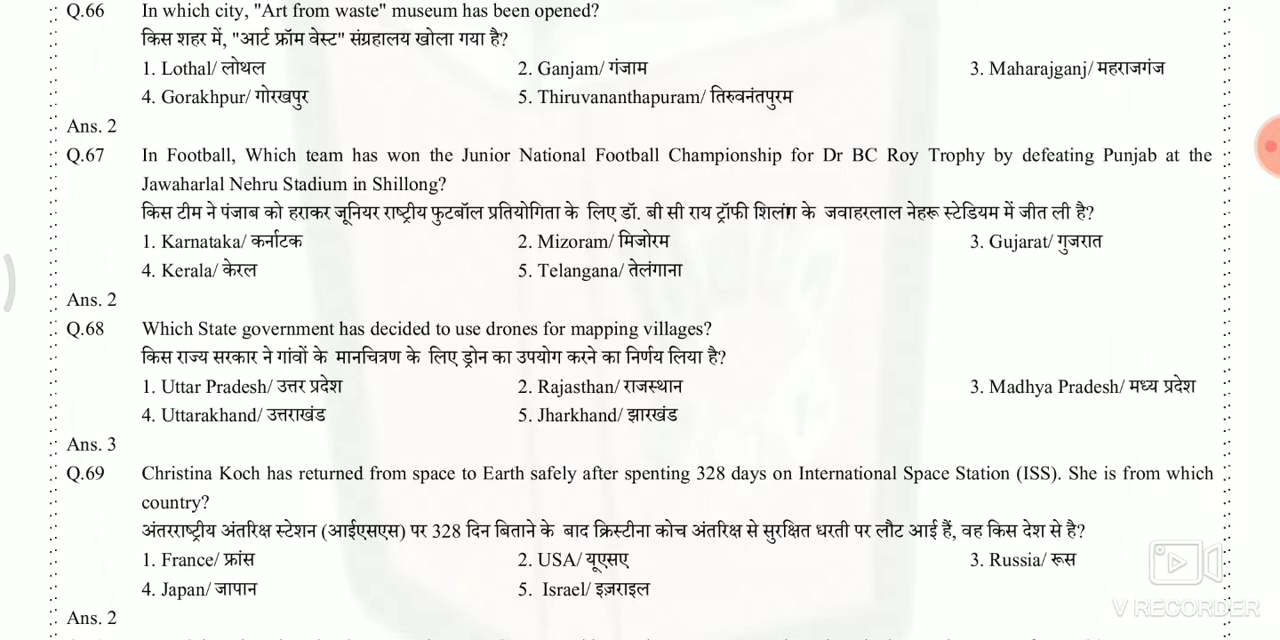 Q.66 In which city, "Art from waste" museum has been opened?
किस शहर में, "आर्ट फ्रॉम वेस्ट" संग्रहालय खोला गया है?
1. Lothal/ लोथल 2. Ganjam/ गंजाम 3. Maharajganj/ महराजगंज
4. Gorakhpur/ गोरखपुर 5. Thiruvananthapuram/ तिरुवनंतपुरम
Ans. 2
Q.67 In Football, Which team has won the Junior National Football Championship for Dr BC Roy Trophy by defeating Punjab at the
Jawaharlal Nehru Stadium in Shillong?
किस टीम ने पंजाब को हराकर जूनियर राष्ट्रीय फुटबॉल प्रतियोगिता के लिए डॉ. बी सी राय ट्रॉफी शिलांग के जवाहरलाल नेहरू स्टेडियम में जीत ली है?
1. Karnataka/ कर्नाटक 2. Mizoram/ मिजोरम 3. Gujarat/ गुजरात
4. Kerala/ केरल 5. Telangana/ तेलंगाना
Ans. 2
Q.68 Which State government has decided to use drones for mapping villages?
किस राज्य सरकार ने गांवों के मानचित्रण के लिए ड्रोन का उपयोग करने का निर्णय लिया है?
1. Uttar Pradesh/ उत्तर प्रदेश 2. Rajasthan/ राजस्थान 3. Madhya Pradesh/ मध्य प्रदेश
4. Uttarakhand/ उत्तराखंड 5. Jharkhand/ झारखंड
Ans. 3
Q.69 Christina Koch has returned from space to Earth safely after spenting 328 days on International Space Station (ISS). She is from which
country?
अंतरराष्ट्रीय अंतरिक्ष स्टेशन (आईएसएस) पर 328 दिन बिताने के बाद क्रिस्टीना कोच अंतरिक्ष से सुरक्षित धरती पर लौट आई हैं, वह किस देश से है?
1. France/ फ्रांस 2. USA/ यूएसए 3. Russia/ रूस
4. Japan/ जापान 5. Israel/ इज़राइल
Ans. 2
V RECORDER